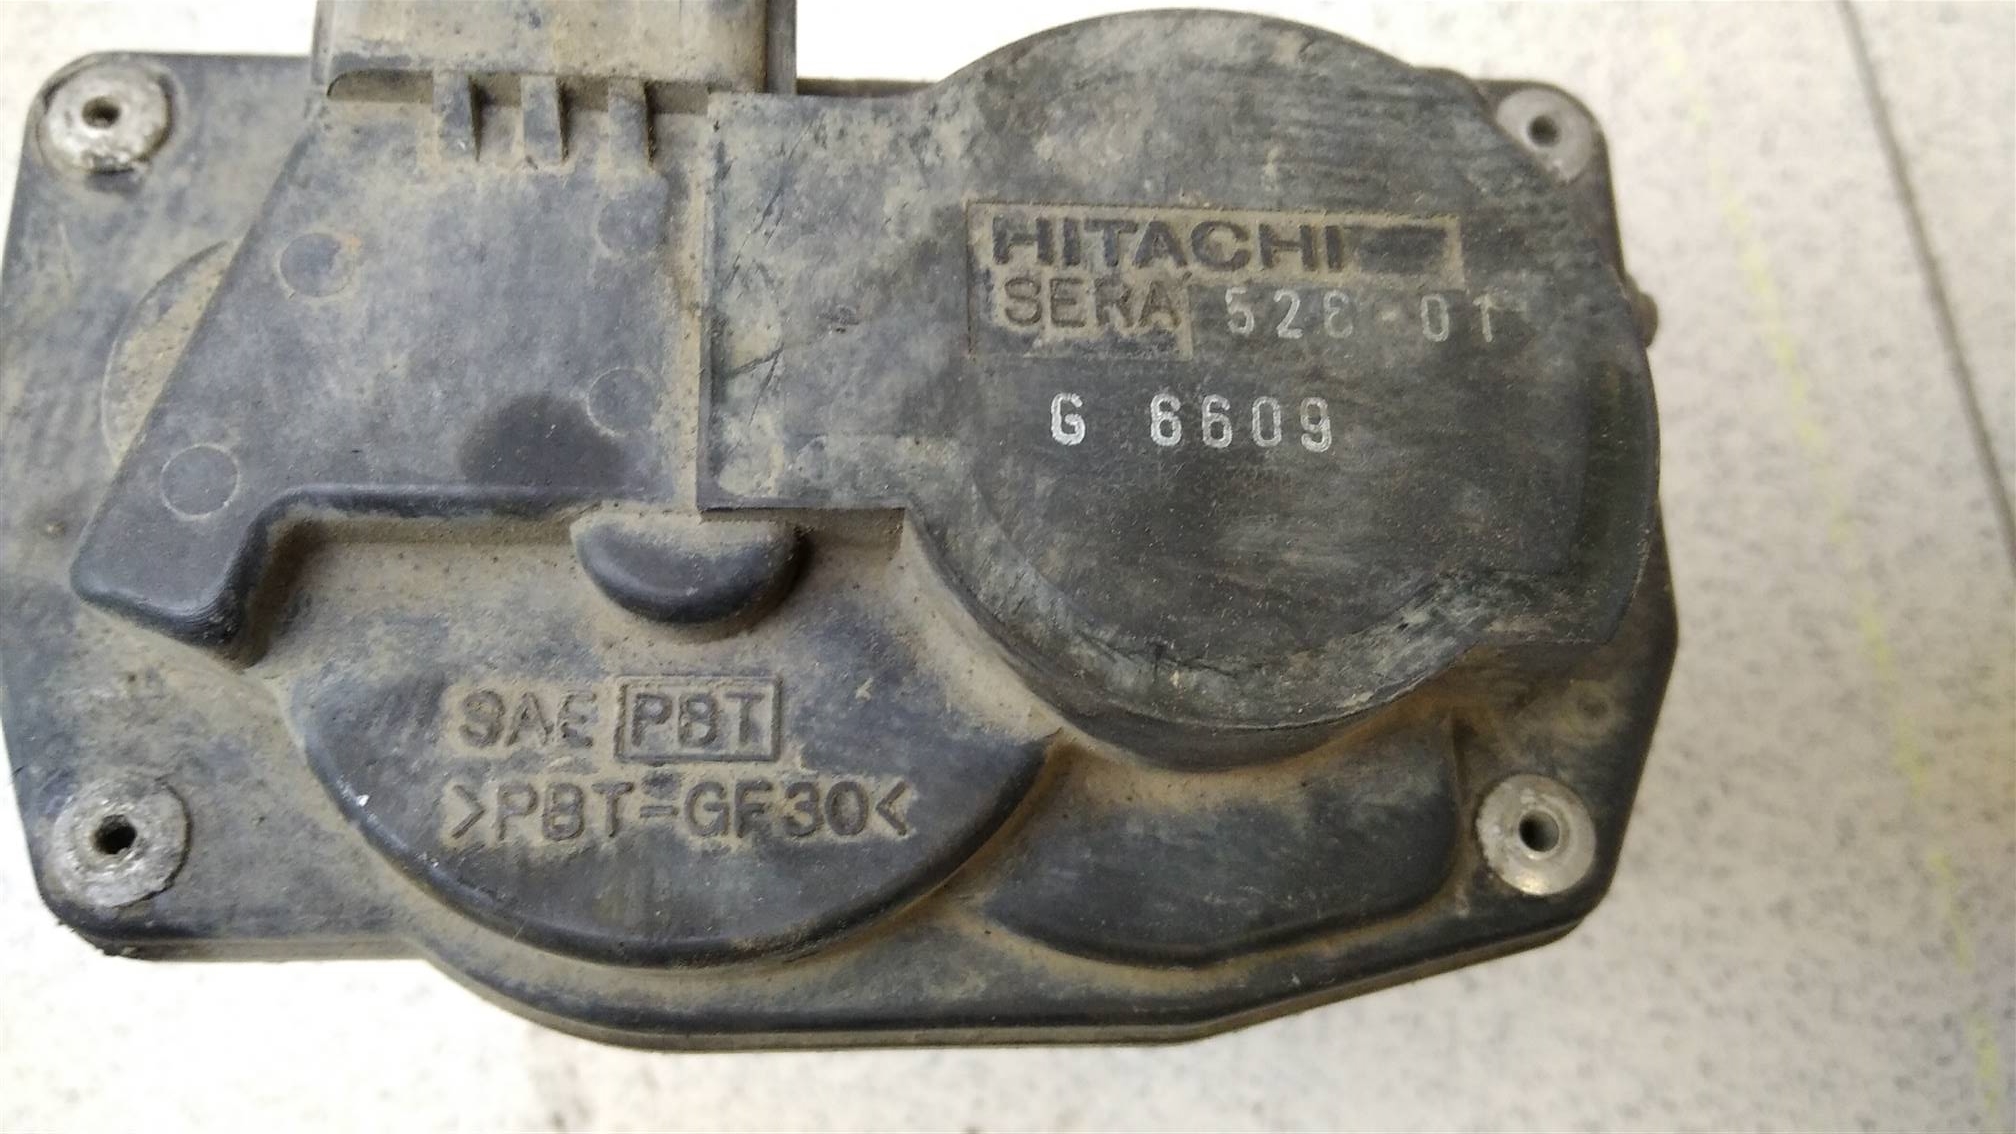 HITACHI
SERA 526-01
G 6609
SAE PBT
>PBT-GF30<